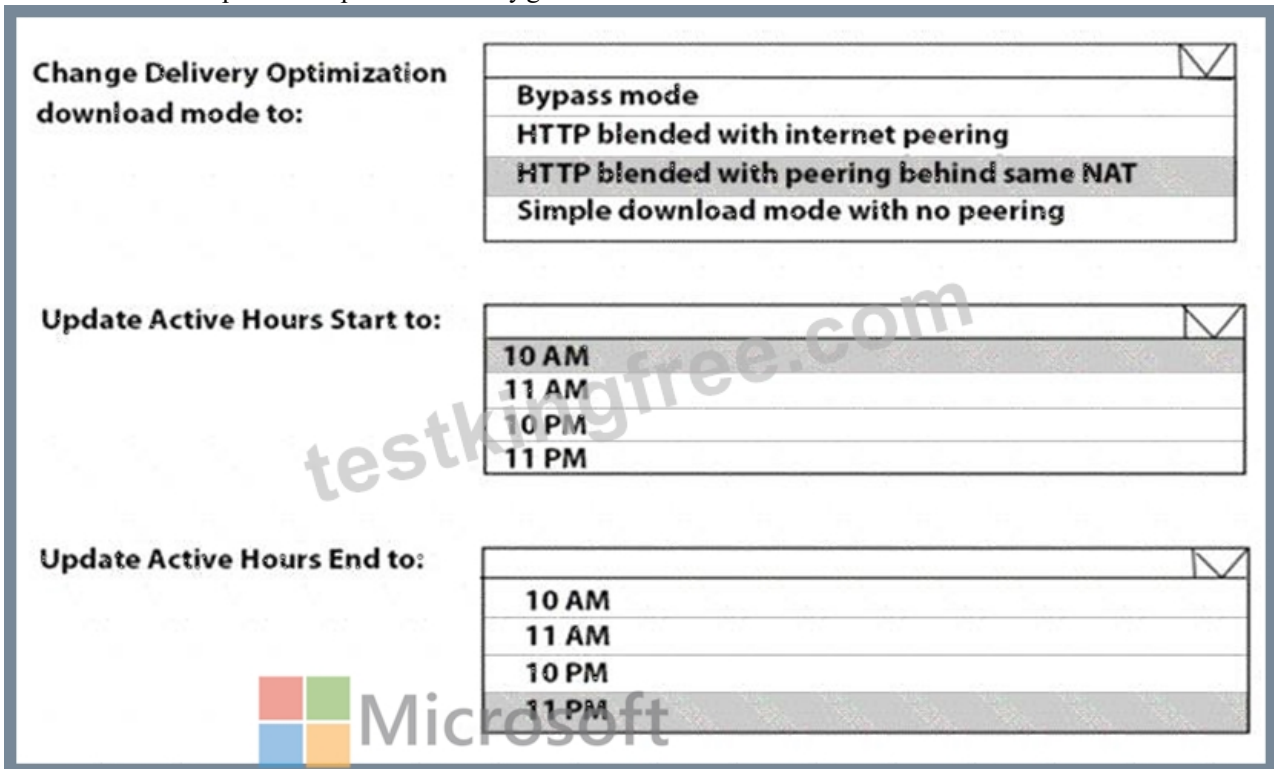 Change Delivery Optimization
download mode to:
Bypass mode
HTTP blended with internet peering
HTTP blended with peering behind same NAT
Simple download mode with no peering
Update Active Hours Start to:
10 AM
11 AM
10 PM
11 PM
Update Active Hours End to:
10 AM
11 AM
10 PM
11 PM
testkingfree.com
Microsoft